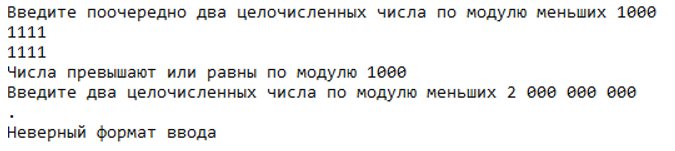 Введите поочередно два целочисленных числа по модулю меньших 1000
1111
1111
Числа превышают или равны по модулю 1000
Введите два целочисленных числа по модулю меньших 2 000 000 000
.
Неверный формат ввода